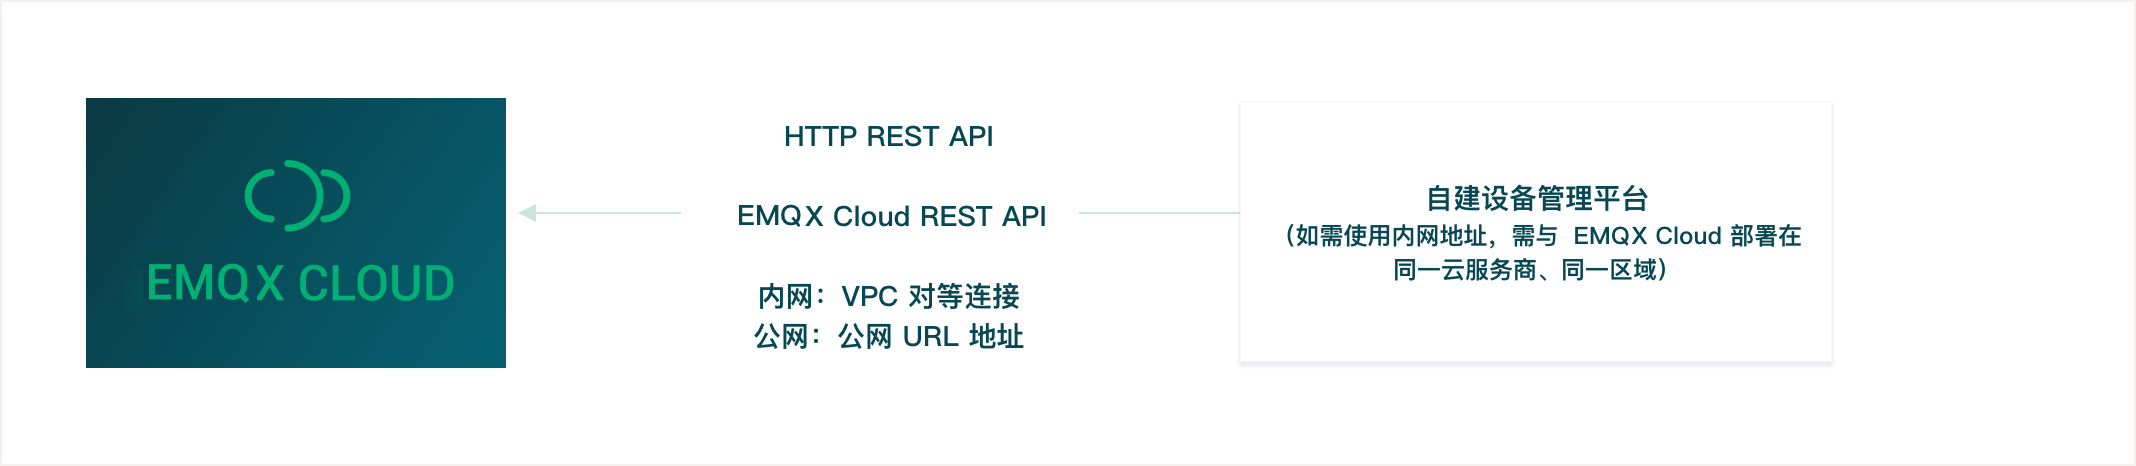 EMQX CLOUD
HTTP REST API
EMQX Cloud REST API
内网：VPC 对等连接
公网：公网 URL 地址
自建设备管理平台
（如需使用内网地址，需与 EMQX Cloud 部署在
同一云服务商、同一区域）